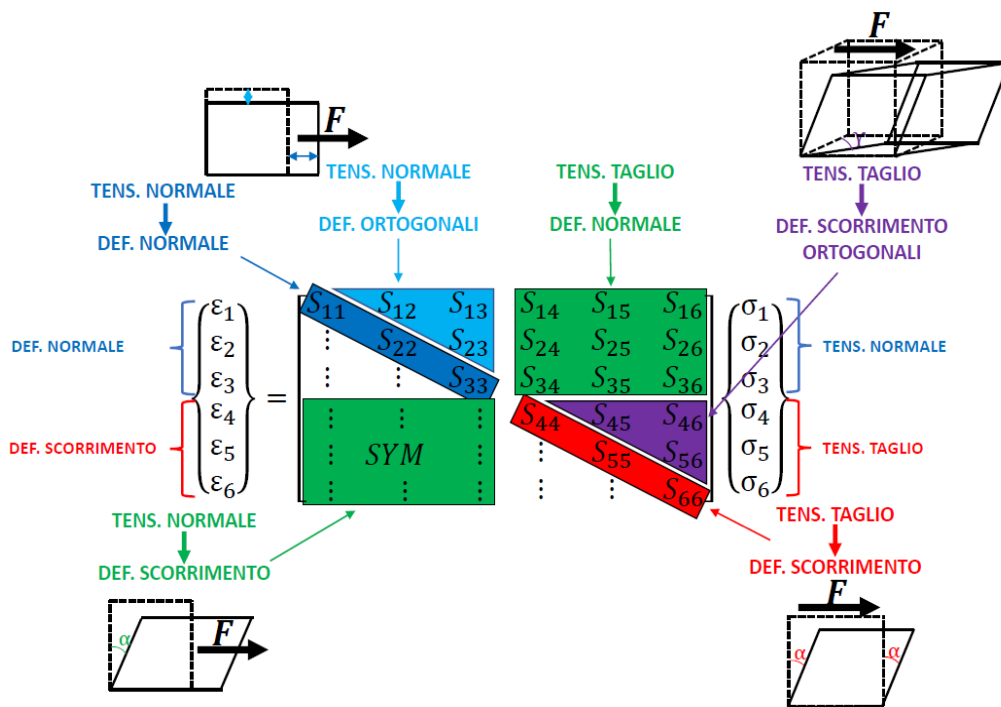 F
F
TENS. NORMALE
DEF. NORMALE
TENS. NORMALE
DEF. ORTOGONALI
TENS. TAGLIO
DEF. NORMALE
γ
TENS. TAGLIO
DEF. SCORRIMENTO
ORTOGONALI
DEF. NORMALE
DEF. SCORRIMENTO
ε1
ε2
ε3
ε4
ε5
ε6
=
S11 S12 S13 S14 S15 S16
⋮ S22 S23 S24 S25 S26
⋮ ⋮ S33 S34 S35 S36
⋮ ⋮ ⋮ S44 S45 S46
⋮ SYM ⋮ ⋮ S55 S56
⋮ ⋮ ⋮ ⋮ ⋮ S66
σ1
σ2
σ3
σ4
σ5
σ6
TENS. NORMALE
TENS. TAGLIO
TENS. NORMALE
DEF. SCORRIMENTO
α
F
TENS. TAGLIO
DEF. SCORRIMENTO
F
α α